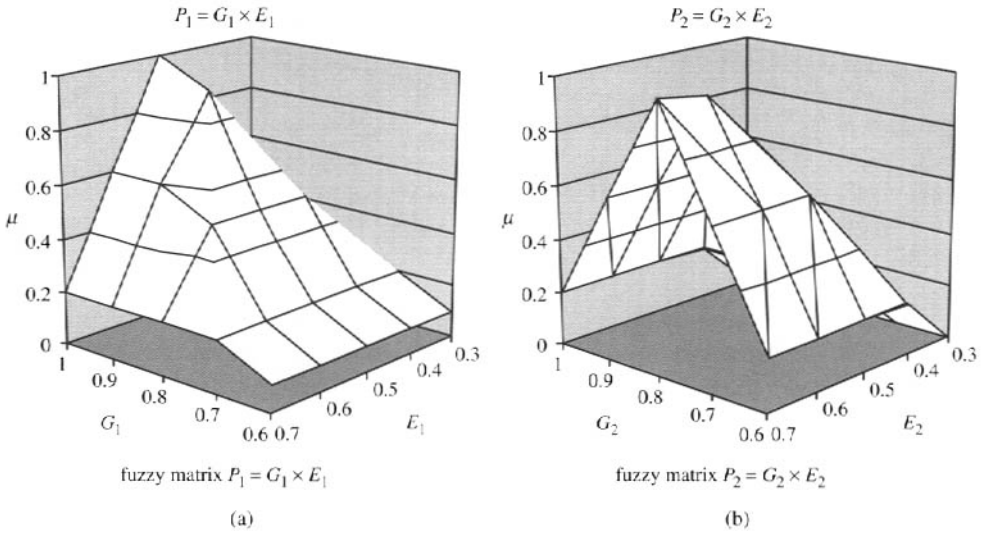 P₁ = G₁ × E₁
1
0.8
0.6
μ
0.4
0.2
0
1
0.9
0.8
0.7
0.6
0.7
0.6
0.5
0.4
0.3
G₁
E₁
fuzzy matrix P₁ = G₁ × E₁
(a)
P₂ = G₂ × E₂
1
0.8
0.6
μ
0.4
0.2
0
1
0.9
0.8
0.7
0.6
0.7
0.6
0.5
0.4
0.3
G₂
E₂
fuzzy matrix P₂ = G₂ × E₂
(b)